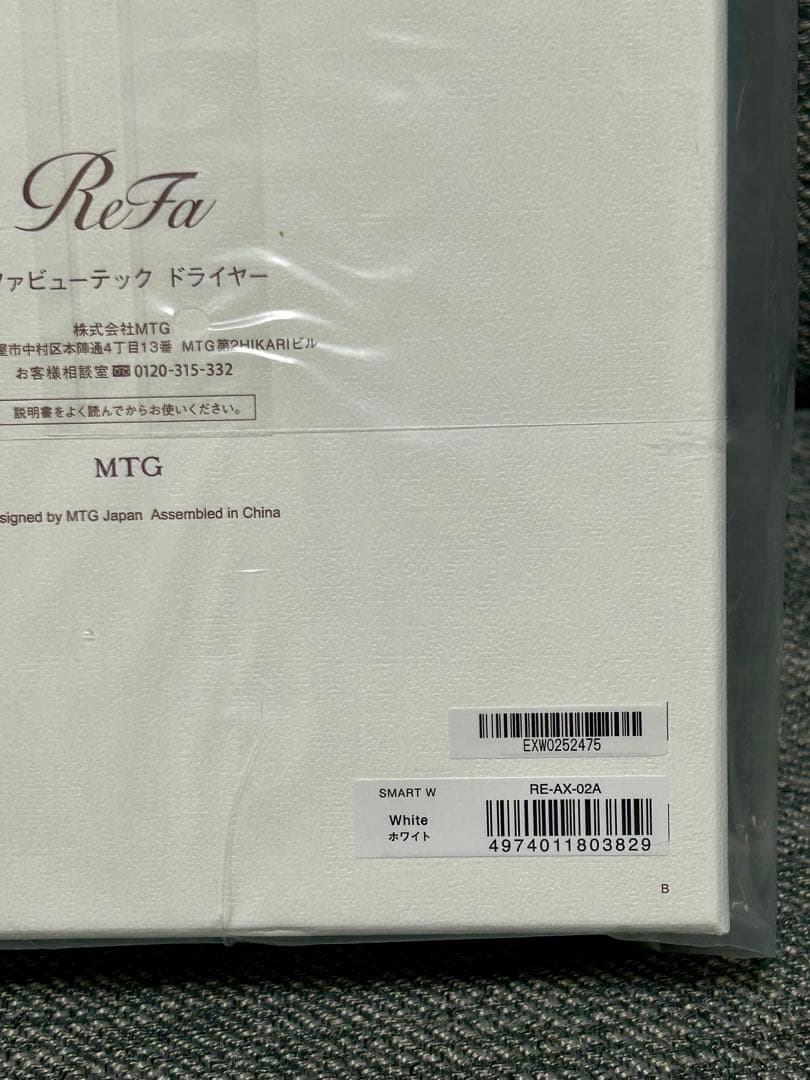 ReFa
ファビューテック ドライヤー
株式会社MTG
屋市中村区本陣通4丁目13番 MTG第2HIKARIビル
お客様相談室 0120-315-332
説明書をよく読んでからお使いください。
MTG
signed by MTG Japan Assembled in China
EXW0252475
SMART W
RE-AX-02A
White
ホワイト
4974011803829
B